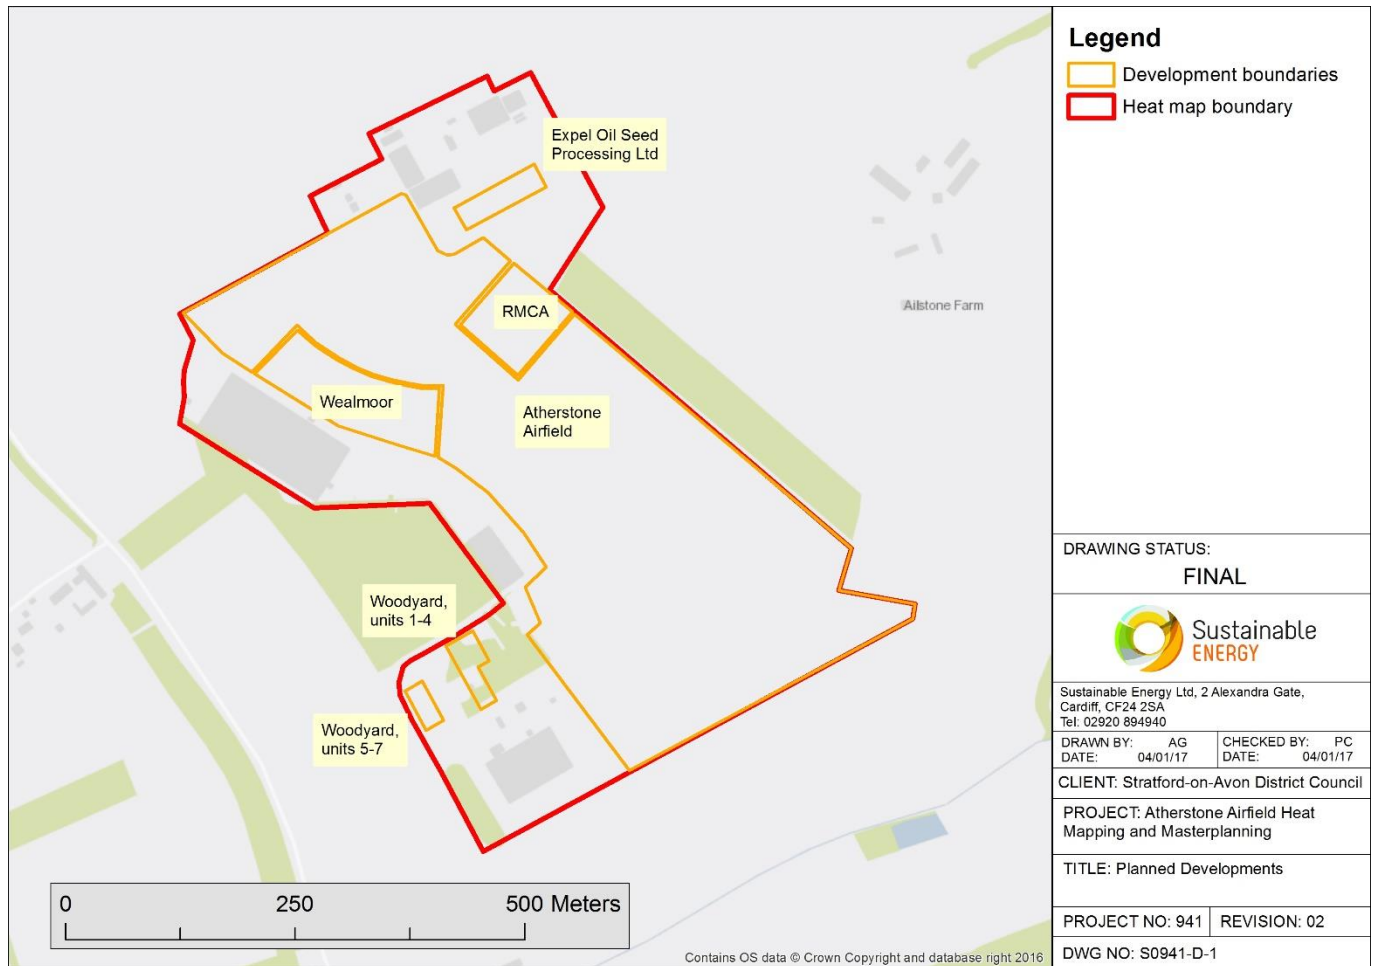 Expel Oil Seed
Processing Ltd
RMCA
Ailstone Farm
Wealmoor
Atherstone
Airfield
Woodyard,
units 1-4
Woodyard,
units 5-7
0 250 500 Meters
Contains OS data © Crown Copyright and database right 2016
Legend
Development boundaries
Heat map boundary
DRAWING STATUS:
FINAL
Sustainable
ENERGY
Sustainable Energy Ltd, 2 Alexandra Gate,
Cardiff, CF24 2SA
Tel: 02920 894940
DRAWN BY: AG
DATE: 04/01/17
CHECKED BY: PC
DATE: 04/01/17
CLIENT: Stratford-on-Avon District Council
PROJECT: Atherstone Airfield Heat
Mapping and Masterplanning
TITLE: Planned Developments
PROJECT NO: 941
REVISION: 02
DWG NO: S0941-D-1